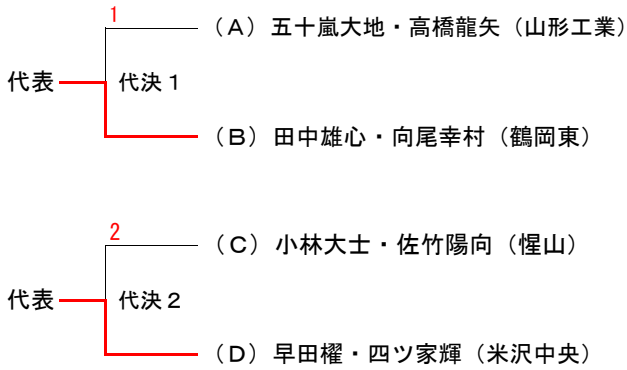 1
（Ａ）五十嵐大地・高橋龍矢（山形工業）
代表
代決１
（Ｂ）田中雄心・向尾幸村（鶴岡東）
2
（Ｃ）小林大士・佐竹陽向（惺山）
代表
代決２
（Ｄ）早田櫂・四ツ家輝（米沢中央）